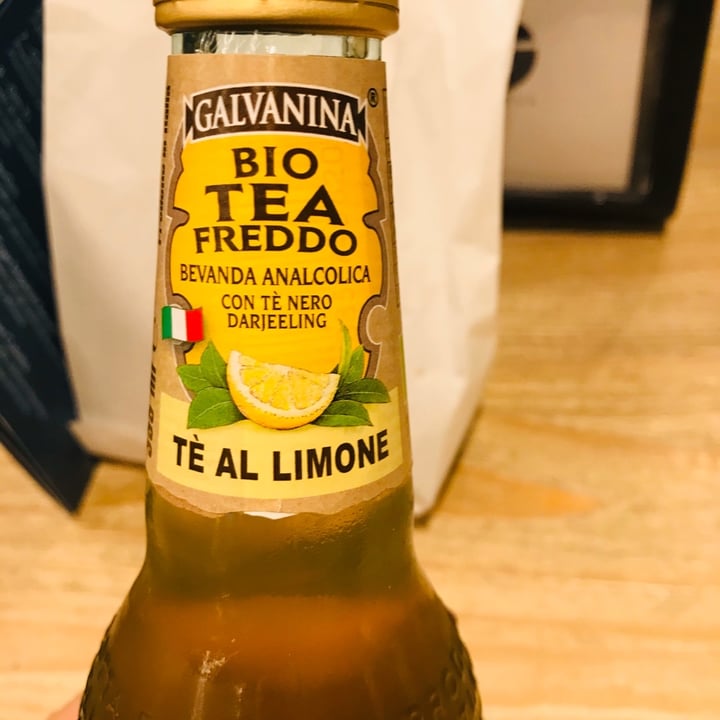 GALVANINA®
BIO
TEA
FREDDO
BEVANDA ANALCOLICA
CON TÈ NERO
DARJEELING
TÈ AL LIMONE